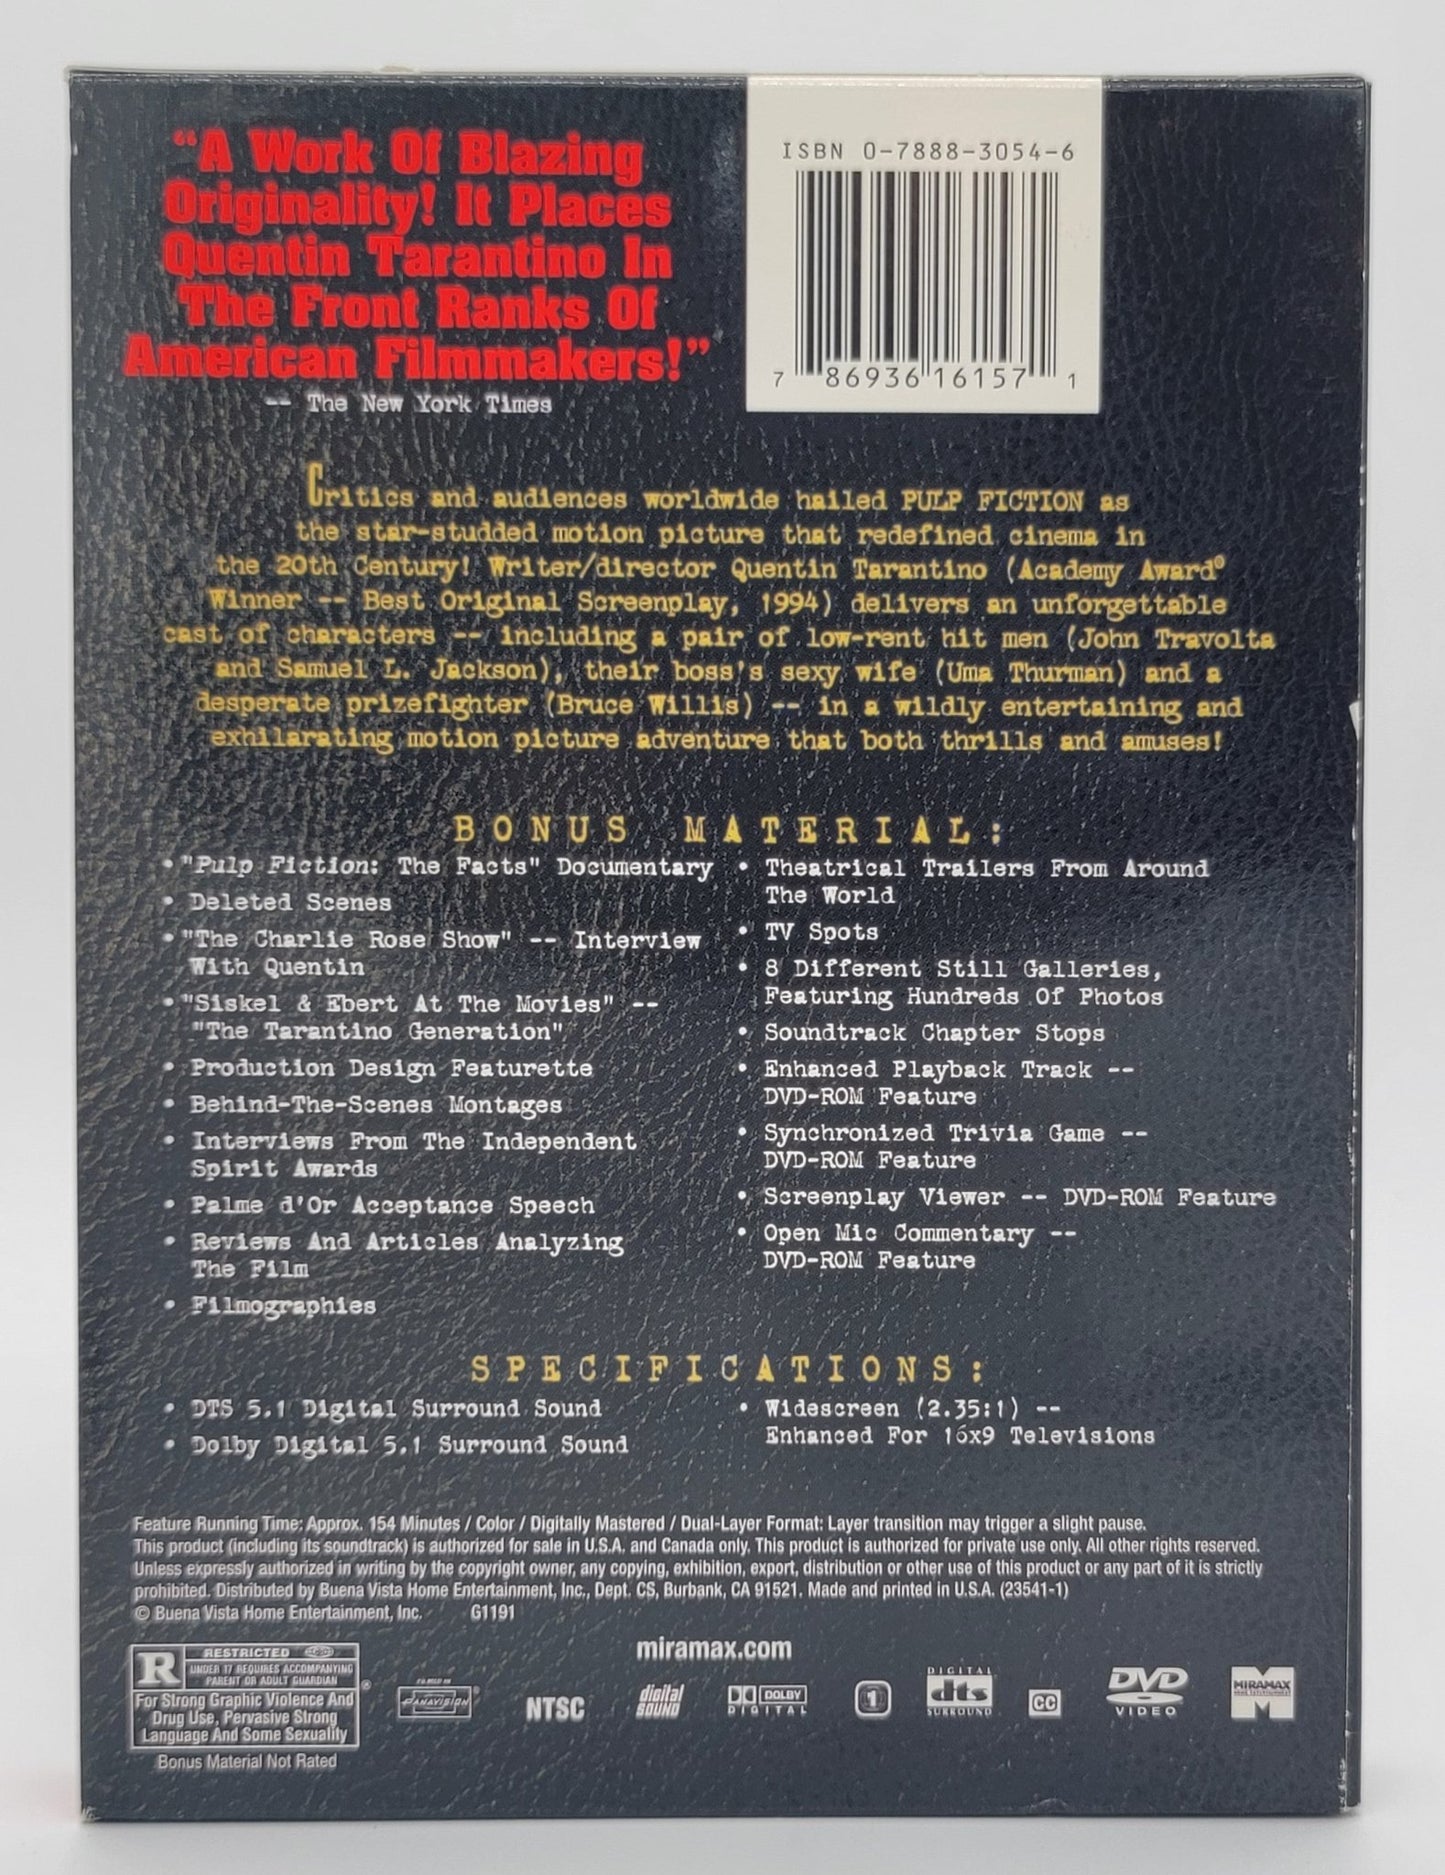 “A Work Of Blazing
Originality! It Places
Quentin Tarantino In
The Front Ranks Of
American Filmmakers!”
-- The New York Times
ISBN 0-7888-3054-6
7 86936 16157 1
Critics and audiences worldwide hailed PULP FICTION as
the star-studded motion picture that redefined cinema in
the 20th Century! Writer/director Quentin Tarantino (Academy Award®
Winner -- Best Original Screenplay, 1994) delivers an unforgettable
cast of characters -- including a pair of low-rent hit men (John Travolta
and Samuel L. Jackson), their boss's sexy wife (Uma Thurman) and a
desperate prizefighter (Bruce Willis) -- in a wildly entertaining and
exhilarating motion picture adventure that both thrills and amuses!
BONUS MATERIAL:
• "Pulp Fiction: The Facts" Documentary
• Deleted Scenes
• "The Charlie Rose Show" -- Interview
With Quentin
• "Siskel & Ebert At The Movies" --
"The Tarantino Generation"
• Production Design Featurette
• Behind-The-Scenes Montages
• Interviews From The Independent
Spirit Awards
• Palme d'Or Acceptance Speech
• Reviews And Articles Analyzing
The Film
• Filmographies
• Theatrical Trailers From Around
The World
• TV Spots
• 8 Different Still Galleries,
Featuring Hundreds Of Photos
• Soundtrack Chapter Stops
• Enhanced Playback Track --
DVD-ROM Feature
• Synchronized Trivia Game --
DVD-ROM Feature
• Screenplay Viewer -- DVD-ROM Feature
• Open Mic Commentary --
DVD-ROM Feature
SPECIFICATIONS:
• DTS 5.1 Digital Surround Sound
• Dolby Digital 5.1 Surround Sound
• Widescreen (2.35:1) --
Enhanced For 16x9 Televisions
Feature Running Time: Approx. 154 Minutes / Color / Digitally Mastered / Dual-Layer Format: Layer transition may trigger a slight pause.
This product (including its soundtrack) is authorized for sale in U.S.A. and Canada only. This product is authorized for private use only. All other rights reserved.
Unless expressly authorized in writing by the copyright owner, any copying, exhibition, export, distribution or other use of this product or any part of it is strictly
prohibited. Distributed by Buena Vista Home Entertainment, Inc., Dept. CS, Burbank, CA 91521. Made and printed in U.S.A. (23541-1)
© Buena Vista Home Entertainment, Inc. G1191
miramax.com
R RESTRICTED
UNDER 17 REQUIRES ACCOMPANYING
PARENT OR ADULT GUARDIAN ®
For Strong Graphic Violence And
Drug Use, Pervasive Strong
Language And Some Sexuality
Bonus Material Not Rated
PANAVISION®
NTSC
digital
SOUND
DOLBY
DIGITAL
1
DIGITAL
dts
SURROUND
CC
DVD
VIDEO
MIRAMAX
HOME ENTERTAINMENT